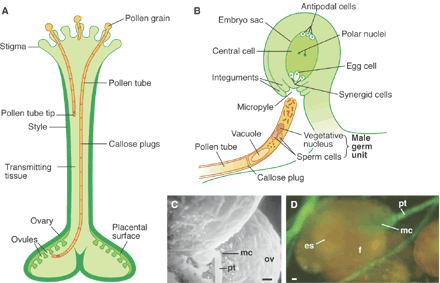 A
Pollen grain
Stigma
Pollen tube
Pollen tube tip
Style
Callose plugs
Transmitting
tissue
Ovary
Ovules
Placental
surface
B
Antipodal cells
Embryo sac
Polar nuclei
Central cell
Egg cell
Integuments
Synergid cells
Micropyle
Vacuole
Vegetative
nucleus
Male
germ
unit
Pollen tube
Sperm cells
Callose plug
C
mc
pt
ov
D
pt
mc
es
f